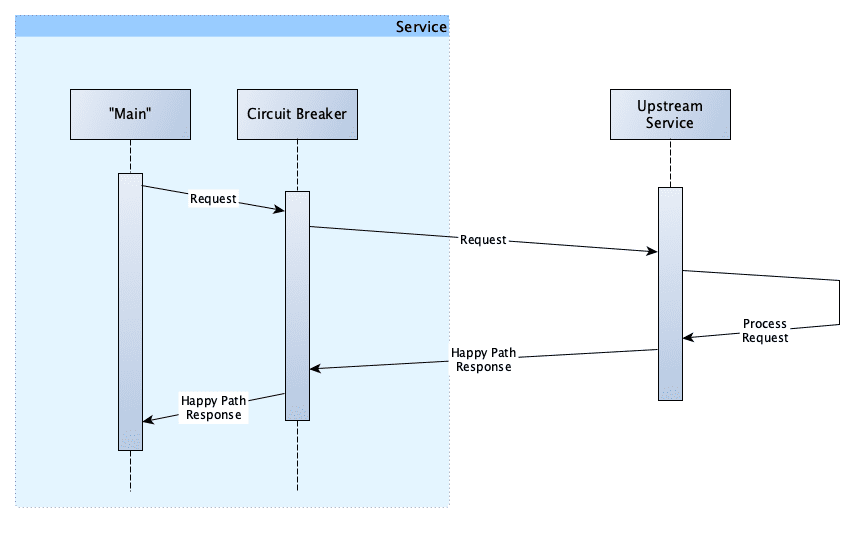 Service
"Main"
Circuit Breaker
Upstream
Service
Request
Request
Process
Request
Happy Path
Response
Happy Path
Response